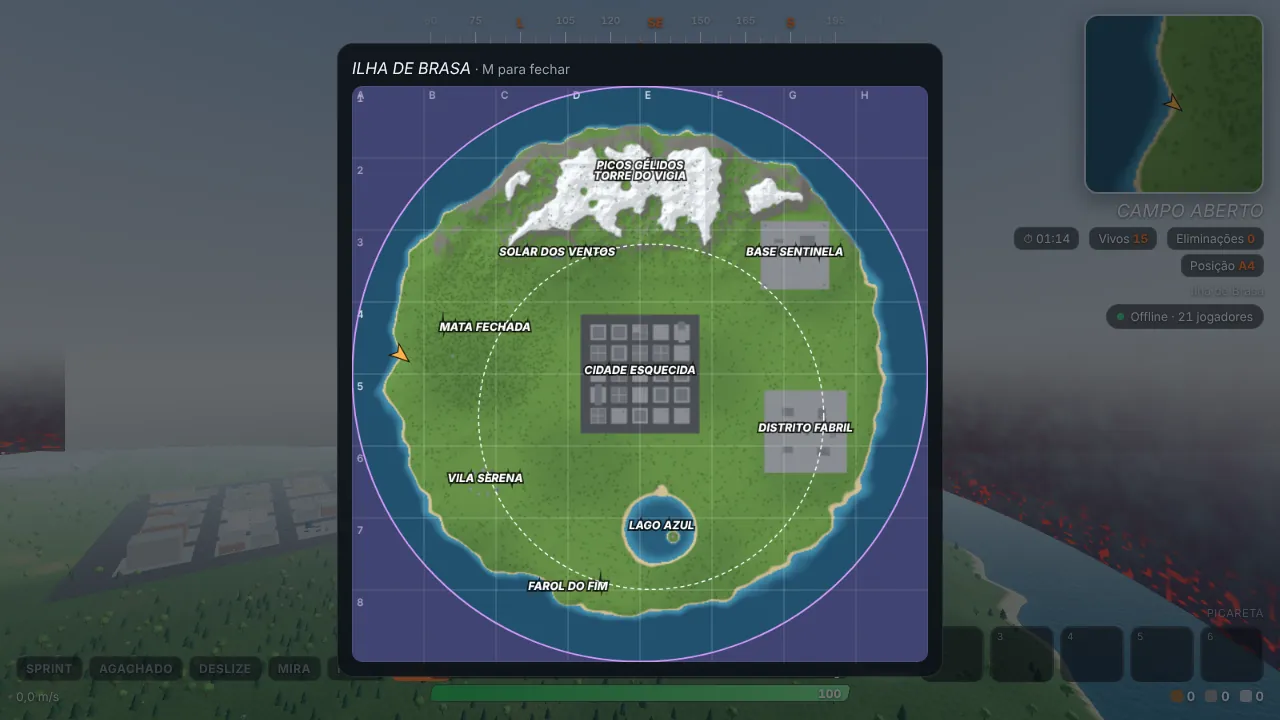 90 75 L 105 120 SE 150 165 S 195
ILHA DE BRASA · M para fechar
A B C D E F G H
1
2
3
4
5
6
7
8
PICOS GÉLIDOS
TORRE DO VIGIA
SOLAR DOS VENTOS
BASE SENTINELA
MATA FECHADA
CIDADE ESQUECIDA
DISTRITO FABRIL
VILA SERENA
LAGO AZUL
FAROL DO FIM
CAMPO ABERTO
01:14
Vivos 15
Eliminações 0
Posição A4
Ilha de Brasa
Offline · 21 jogadores
PICARETA
3 4 5 6
SPRINT AGACHADO DESLIZE MIRA
0,0 m/s
100
0 0 0